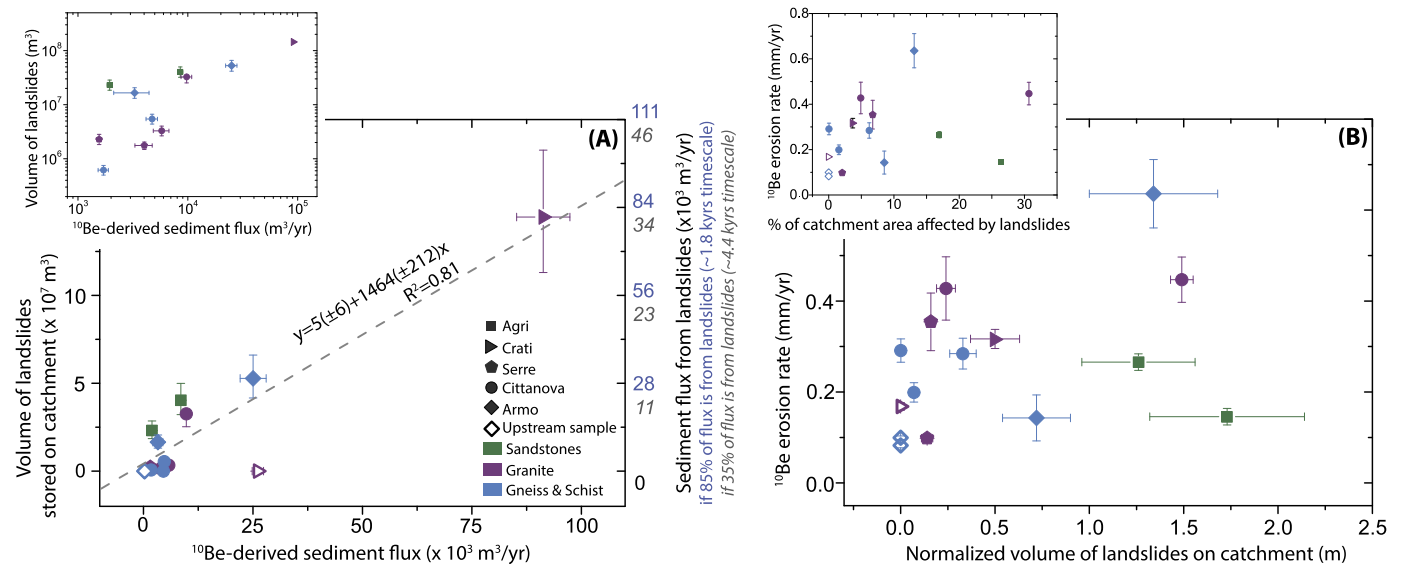 Volume of landslides (m³)
10⁸
10⁷
10⁶
10³
10⁴
10⁵
¹⁰Be-derived sediment flux (m³/yr)
(A)
Volume of landslides
stored on catchment (x 10⁷ m³)
10
5
0
0
25
50
75
100
¹⁰Be-derived sediment flux (x 10³ m³/yr)
y=5(±6)+1464(±212)x
R²=0.81
Agri
Crati
Serre
Cittanova
Armo
Upstream sample
Sandstones
Granite
Gneiss & Schist
111
46
84
34
56
23
28
11
0
Sediment flux from landslides (x10³ m³/yr)
if 85% of flux is from landslides (~1.8 kyrs timescale)
if 35% of flux is from landslides (~4.4 kyrs timescale)
¹⁰Be erosion rate (mm/yr)
0.8
0.6
0.4
0.2
0.0
0
10
20
30
% of catchment area affected by landslides
(B)
¹⁰Be erosion rate (mm/yr)
0.4
0.2
0.0
0.0
0.5
1.0
1.5
2.0
2.5
Normalized volume of landslides on catchment (m)